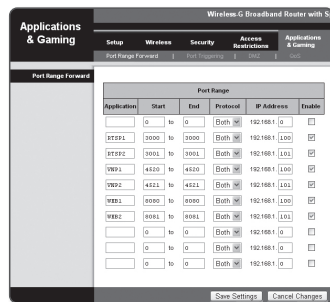 Wireless-G Broadband Router with S
Applications
& Gaming
Setup Wireless Security Access Restrictions Applications & Gaming
Port Range Forward | Port Triggering | DMZ | QoS
Port Range Forward
Port Range
Application Start End Protocol IP Address Enable
0 to 0 Both 192.168.1. 0
RTSP1 3000 to 3000 Both 192.168.1. 100
RTSP2 3001 to 3001 Both 192.168.1. 101
VNP1 4520 to 4520 Both 192.168.1. 100
VNP2 4521 to 4521 Both 192.168.1. 101
WEB1 8080 to 8080 Both 192.168.1. 100
WEB2 8081 to 8081 Both 192.168.1. 101
0 to 0 Both 192.168.1. 0
0 to 0 Both 192.168.1. 0
0 to 0 Both 192.168.1. 0
Save Settings Cancel Changes